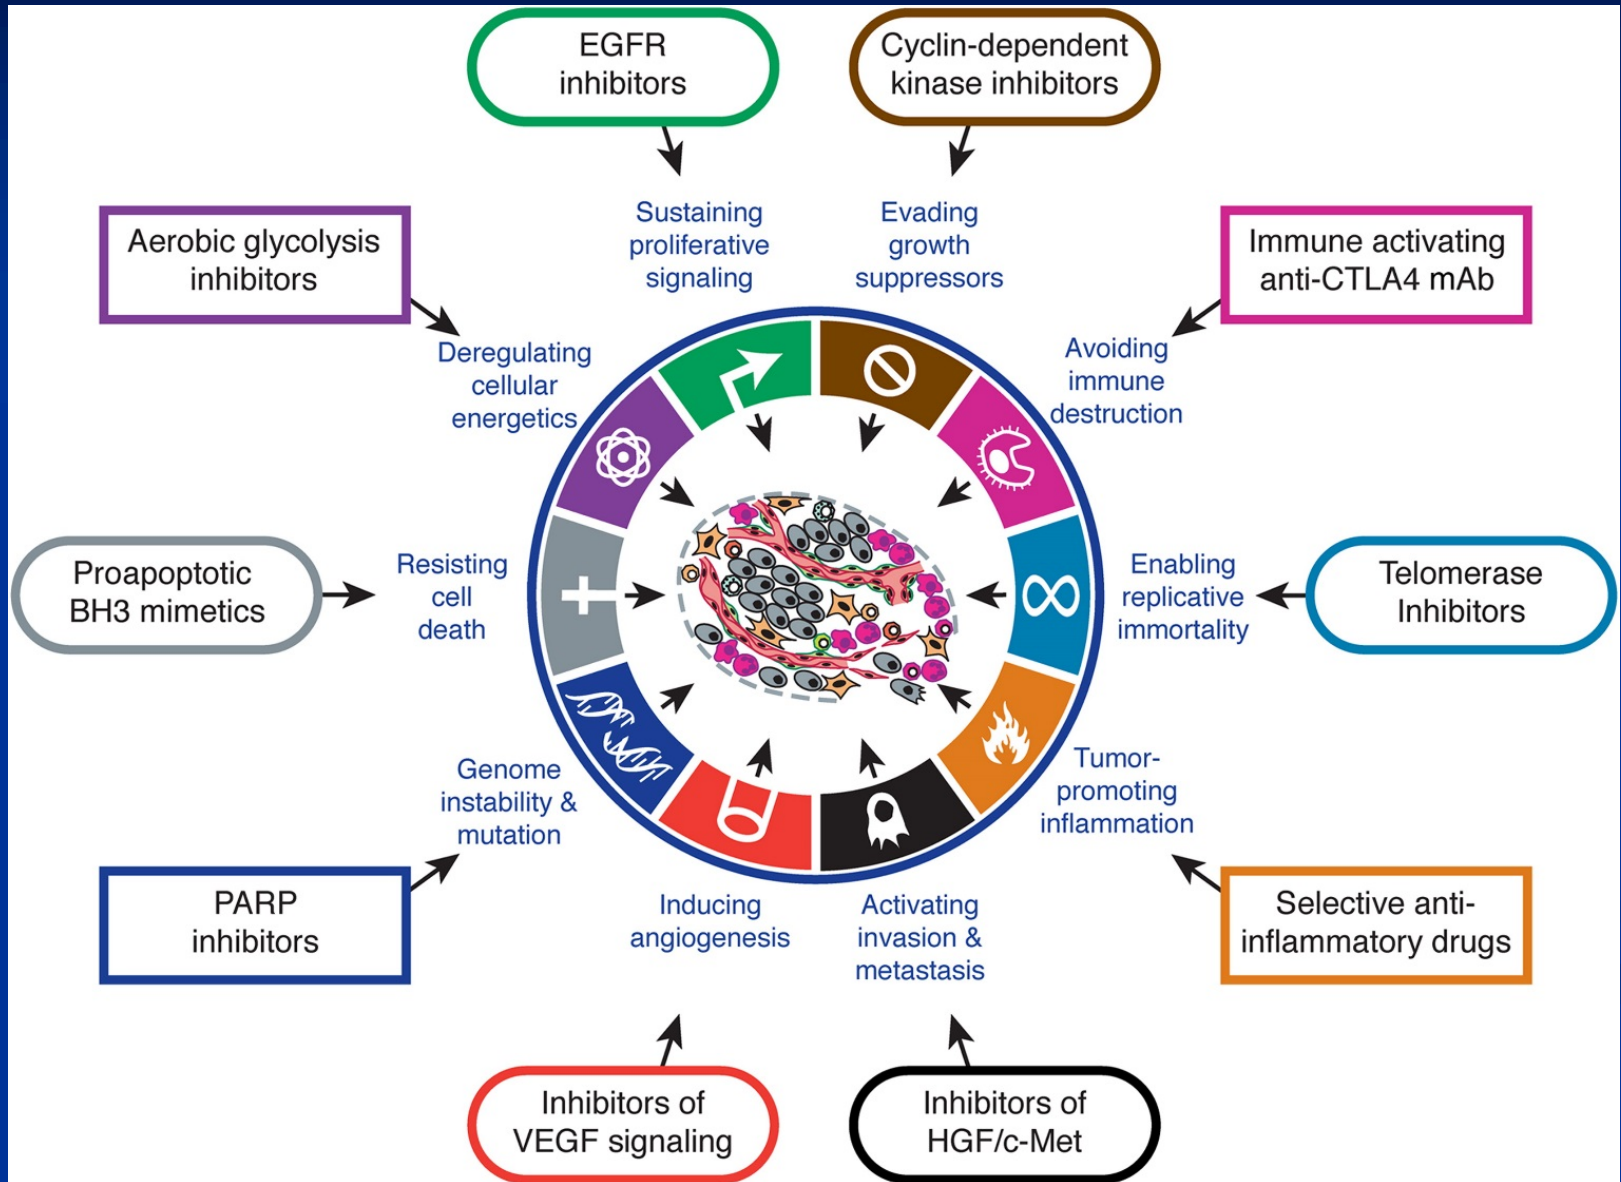 EGFR
inhibitors
Cyclin-dependent
kinase inhibitors
Sustaining
proliferative
signaling
Evading
growth
suppressors
Aerobic glycolysis
inhibitors
Immune activating
anti-CTLA4 mAb
Deregulating
cellular
energetics
Avoiding
immune
destruction
Proapoptotic
BH3 mimetics
Resisting
cell
death
Enabling
replicative
immortality
Telomerase
Inhibitors
Genome
instability &
mutation
Tumor-
promoting
inflammation
PARP
inhibitors
Inducing
angiogenesis
Activating
invasion &
metastasis
Selective anti-
inflammatory drugs
Inhibitors of
VEGF signaling
Inhibitors of
HGF/c-Met